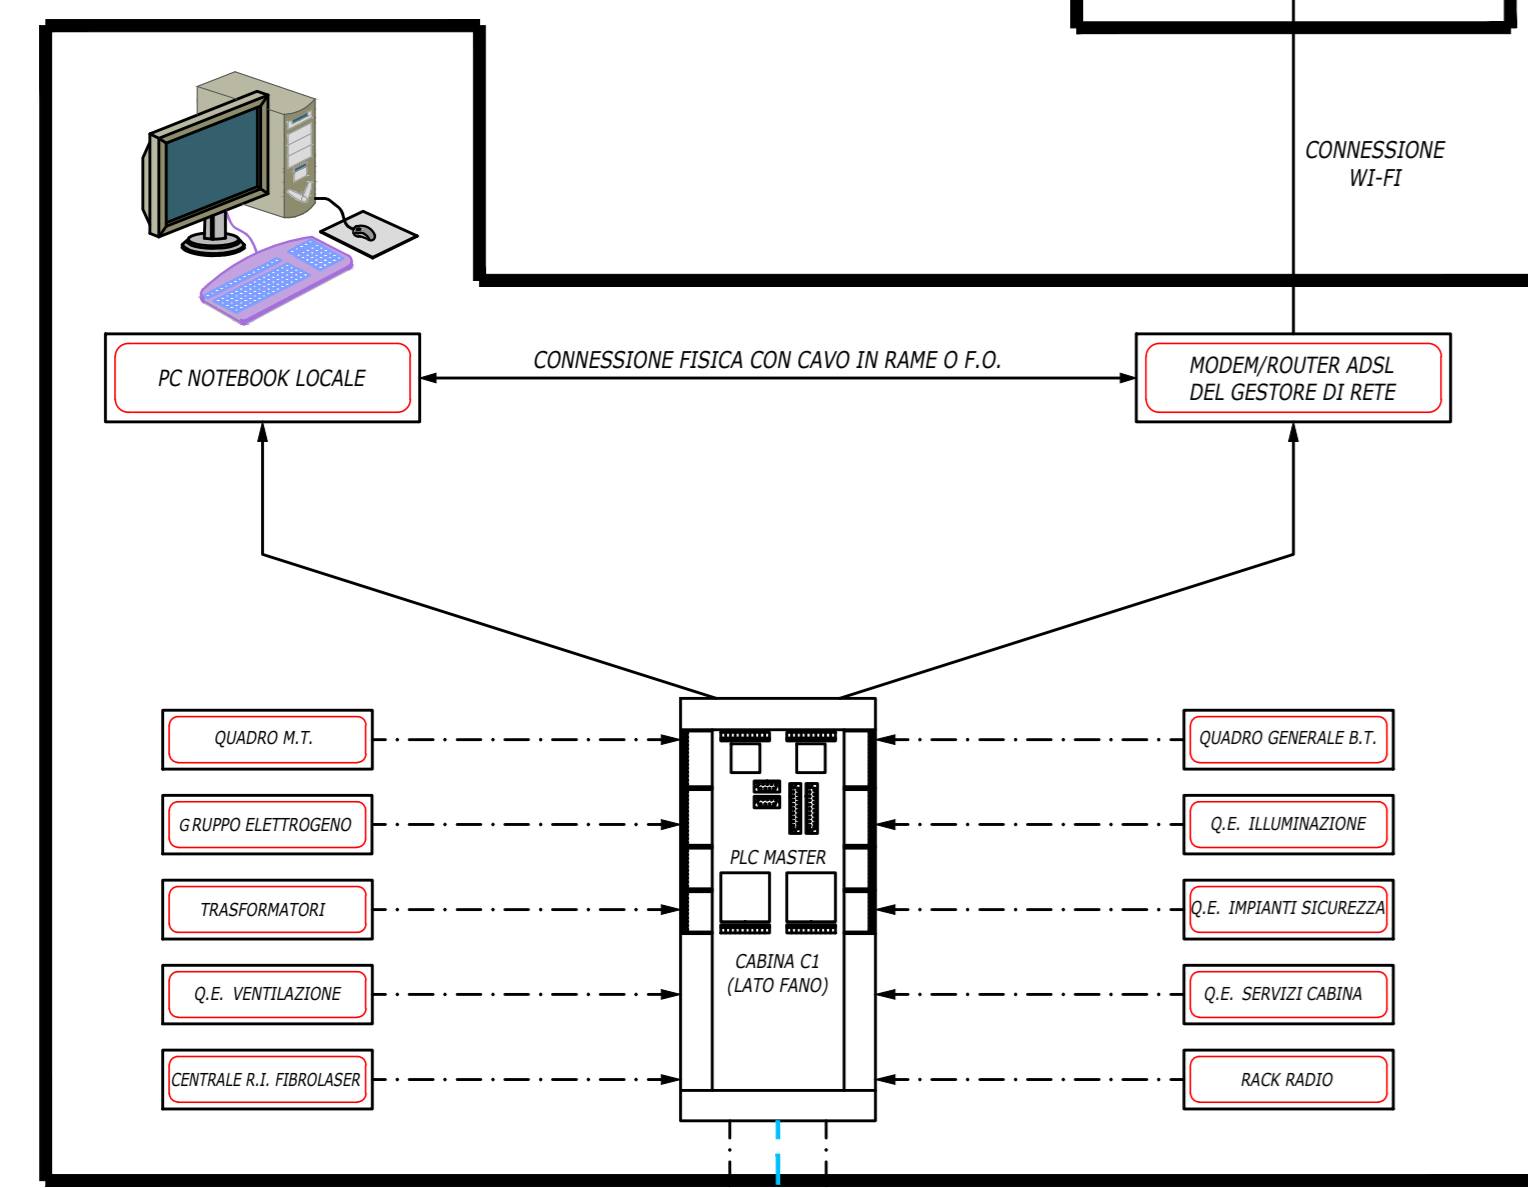 CONNESSIONE
WI-FI
PC NOTEBOOK LOCALE
CONNESSIONE FISICA CON CAVO IN RAME O F.O.
MODEM/ROUTER ADSL
DEL GESTORE DI RETE
QUADRO M.T.
QUADRO GENERALE B.T.
GRUPPO ELETTROGENO
Q.E. ILLUMINAZIONE
PLC MASTER
TRASFORMATORI
Q.E. IMPIANTI SICUREZZA
CABINA C1
(LATO FANO)
Q.E. VENTILAZIONE
Q.E. SERVIZI CABINA
CENTRALE R.I. FIBROLASER
RACK RADIO